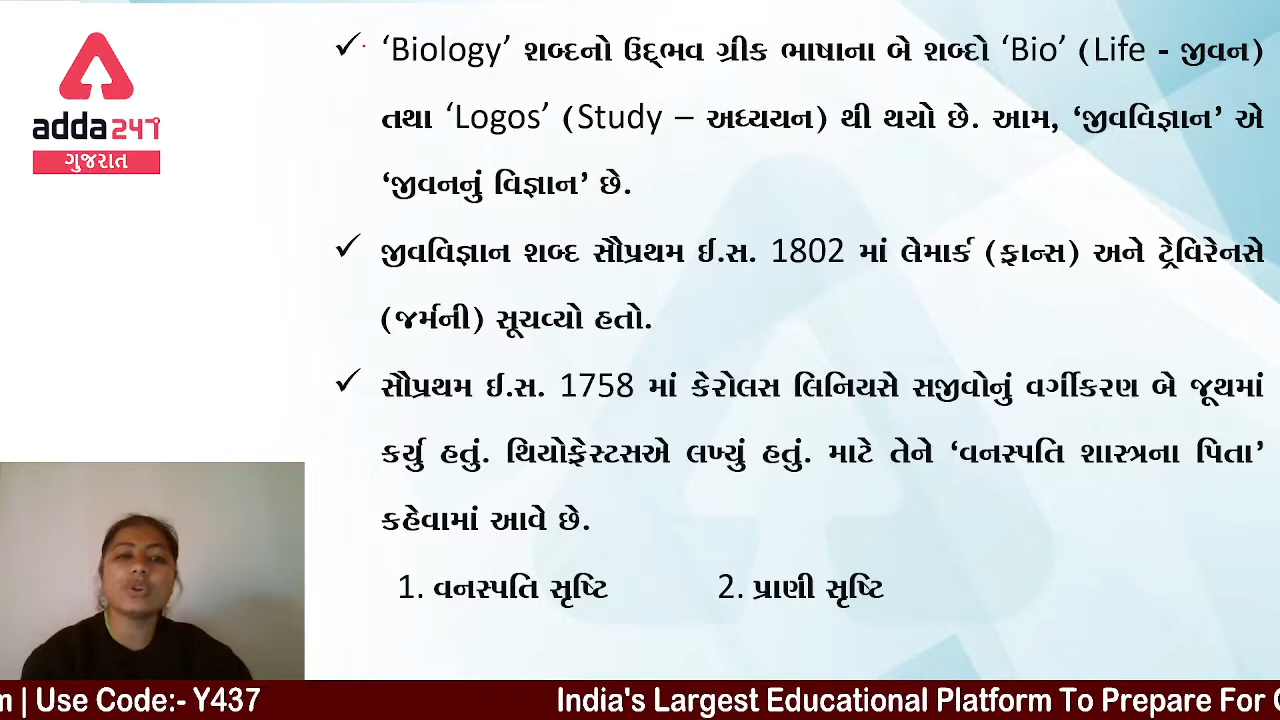 ‘Biology’ શબ્દનો ઉદ્‌ભવ ગ્રીક ભાષાના બે શબ્દો ‘Bio’ (Life - જીવન)
તથા ‘Logos’ (Study – અધ્યયન) થી થયો છે. આમ, ‘જીવવિજ્ઞાન’ એ
‘જીવનનું વિજ્ઞાન’ છે.
જીવવિજ્ઞાન શબ્દ સૌપ્રથમ ઈ.સ. 1802 માં લેમાર્ક (ફ્રાન્સ) અને ટ્રેવિરેનસે
(જર્મની) સૂચવ્યો હતો.
સૌપ્રથમ ઈ.સ. 1758 માં કેરોલસ લિનિયસે સજીવોનું વર્ગીકરણ બે જૂથમાં
કર્યુ હતું. થિયોફ્રેસ્ટસએ લખ્યું હતું. માટે તેને ‘વનસ્પતિ શાસ્ત્રના પિતા’
કહેવામાં આવે છે.
1. વનસ્પતિ સૃષ્ટિ 2. પ્રાણી સૃષ્ટિ
adda247
ગુજરાત
m | Use Code:- Y437 India's Largest Educational Platform To Prepare For